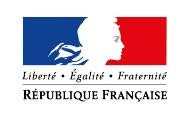 Liberté • Égalité • Fraternité
RÉPUBLIQUE FRANÇAISE